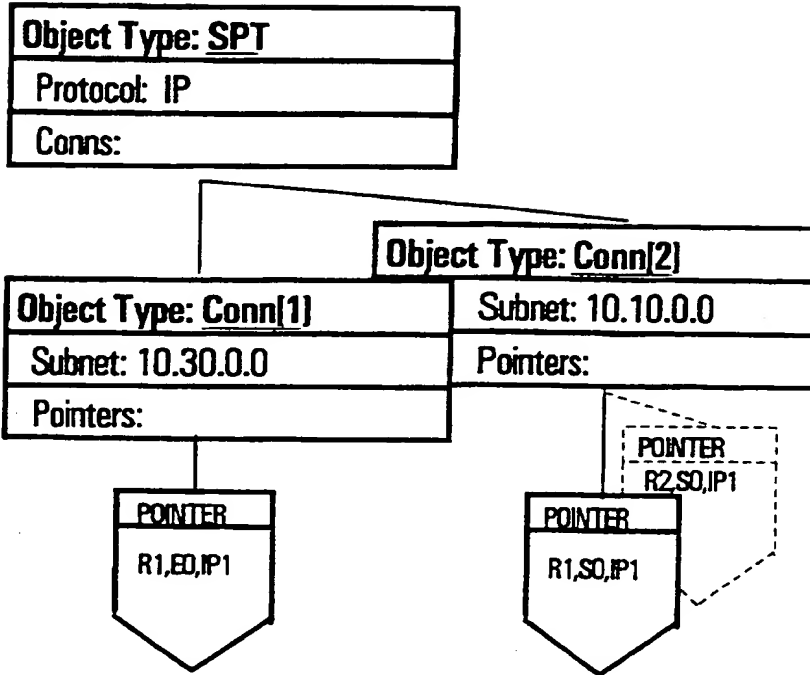 Object Type: SPT
Protocol: IP
Conns:
Object Type: Conn[2]
Subnet: 10.10.0.0
Pointers:
Object Type: Conn[1]
Subnet: 10.30.0.0
Pointers:
POINTER
R2,S0,IP1
POINTER
R1,E0,IP1
POINTER
R1,S0,IP1